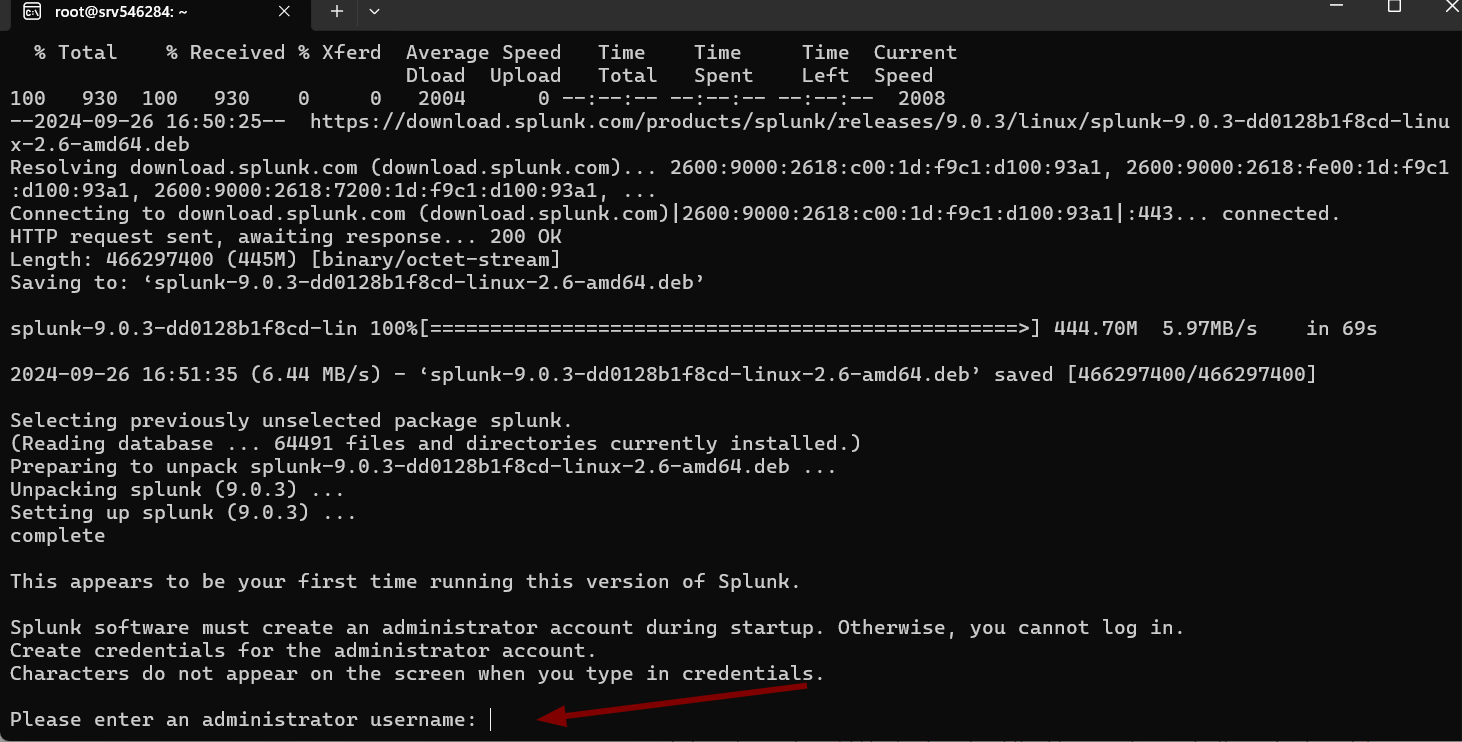 root@srv546284: ~
% Total    % Received % Xferd  Average Speed   Time    Time     Time  Current
Dload  Upload   Total   Spent    Left  Speed
100   930  100   930    0     0   2004      0 --:--:-- --:--:-- --:--:--  2008
--2024-09-26 16:50:25--  https://download.splunk.com/products/splunk/releases/9.0.3/linux/splunk-9.0.3-dd0128b1f8cd-linu
x-2.6-amd64.deb
Resolving download.splunk.com (download.splunk.com)... 2600:9000:2618:c00:1d:f9c1:d100:93a1, 2600:9000:2618:fe00:1d:f9c1
:d100:93a1, 2600:9000:2618:7200:1d:f9c1:d100:93a1, ...
Connecting to download.splunk.com (download.splunk.com)|2600:9000:2618:c00:1d:f9c1:d100:93a1|:443... connected.
HTTP request sent, awaiting response... 200 OK
Length: 466297400 (445M) [binary/octet-stream]
Saving to: ‘splunk-9.0.3-dd0128b1f8cd-linux-2.6-amd64.deb’
splunk-9.0.3-dd0128b1f8cd-lin 100%[=================================================>] 444.70M  5.97MB/s    in 69s
2024-09-26 16:51:35 (6.44 MB/s) - ‘splunk-9.0.3-dd0128b1f8cd-linux-2.6-amd64.deb’ saved [466297400/466297400]
Selecting previously unselected package splunk.
(Reading database ... 64491 files and directories currently installed.)
Preparing to unpack splunk-9.0.3-dd0128b1f8cd-linux-2.6-amd64.deb ...
Unpacking splunk (9.0.3) ...
Setting up splunk (9.0.3) ...
complete
This appears to be your first time running this version of Splunk.
Splunk software must create an administrator account during startup. Otherwise, you cannot log in.
Create credentials for the administrator account.
Characters do not appear on the screen when you type in credentials.
Please enter an administrator username: